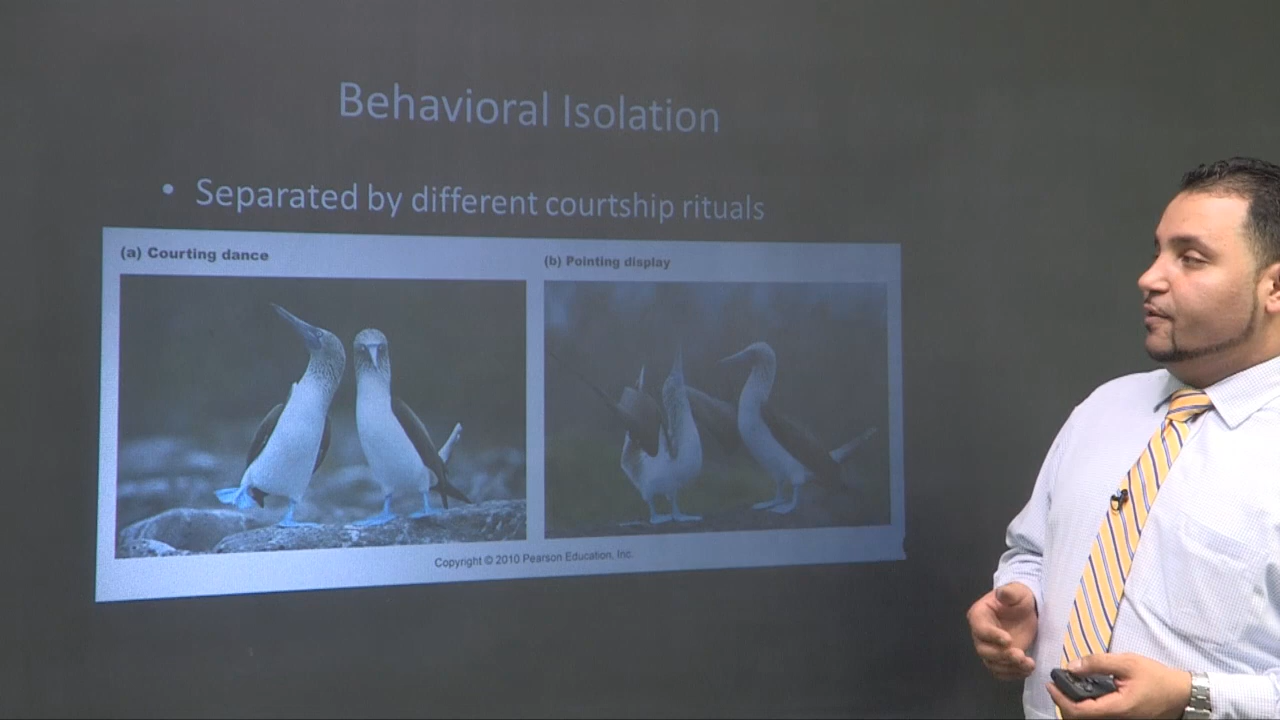 Behavioral Isolation
• Separated by different courtship rituals
(a) Courting dance
(b) Pointing display
Copyright © 2010 Pearson Education, Inc.